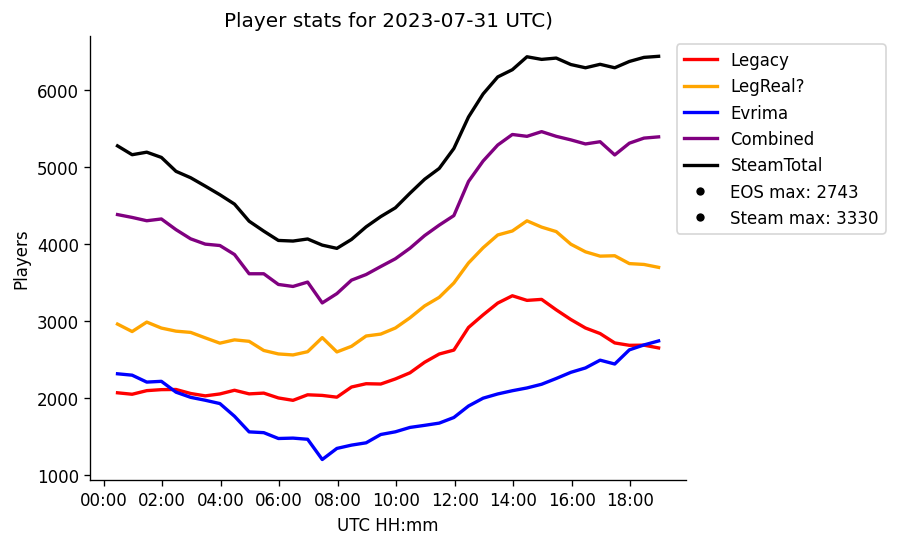 Player stats for 2023-07-31 UTC)
Legacy
LegReal?
Evrima
Combined
SteamTotal
EOS max: 2743
Steam max: 3330
Players
6000
5000
4000
3000
2000
1000
00:00 02:00 04:00 06:00 08:00 10:00 12:00 14:00 16:00 18:00
UTC HH:mm